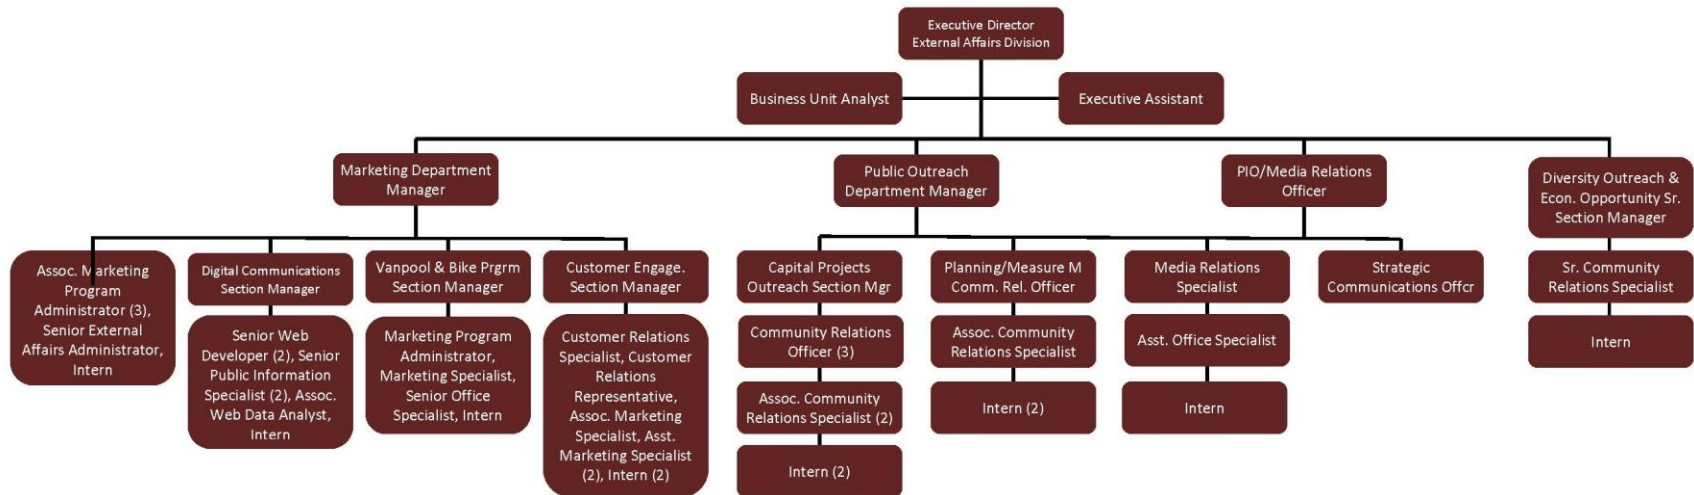 Executive Director
External Affairs Division
Business Unit Analyst
Executive Assistant
Marketing Department
Manager
Public Outreach
Department Manager
PIO/Media Relations
Officer
Diversity Outreach &
Econ. Opportunity Sr.
Section Manager
Assoc. Marketing
Program
Administrator (3),
Senior External
Affairs Administrator,
Intern
Digital Communications
Section Manager
Senior Web
Developer (2), Senior
Public Information
Specialist (2), Assoc.
Web Data Analyst,
Intern
Vanpool & Bike Prgrm
Section Manager
Marketing Program
Administrator,
Marketing Specialist,
Senior Office
Specialist, Intern
Customer Engage.
Section Manager
Customer Relations
Specialist, Customer
Relations
Representative,
Assoc. Marketing
Specialist, Asst.
Marketing Specialist
(2), Intern (2)
Capital Projects
Outreach Section Mgr
Community Relations
Officer (3)
Assoc. Community
Relations Specialist (2)
Intern (2)
Planning/Measure M
Comm. Rel. Officer
Assoc. Community
Relations Specialist
Intern (2)
Media Relations
Specialist
Asst. Office Specialist
Intern
Strategic
Communications Offcr
Sr. Community
Relations Specialist
Intern